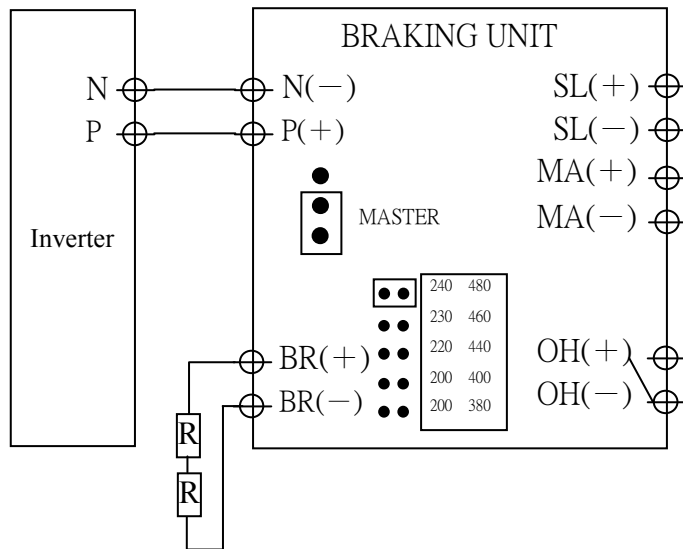 BRAKING UNIT
N
P
Inverter
N(－)
P(＋)
MASTER
BR(＋)
BR(－)
R
R
240 480
230 460
220 440
200 400
200 380
SL(＋)
SL(－)
MA(＋)
MA(－)
OH(＋)
OH(－)